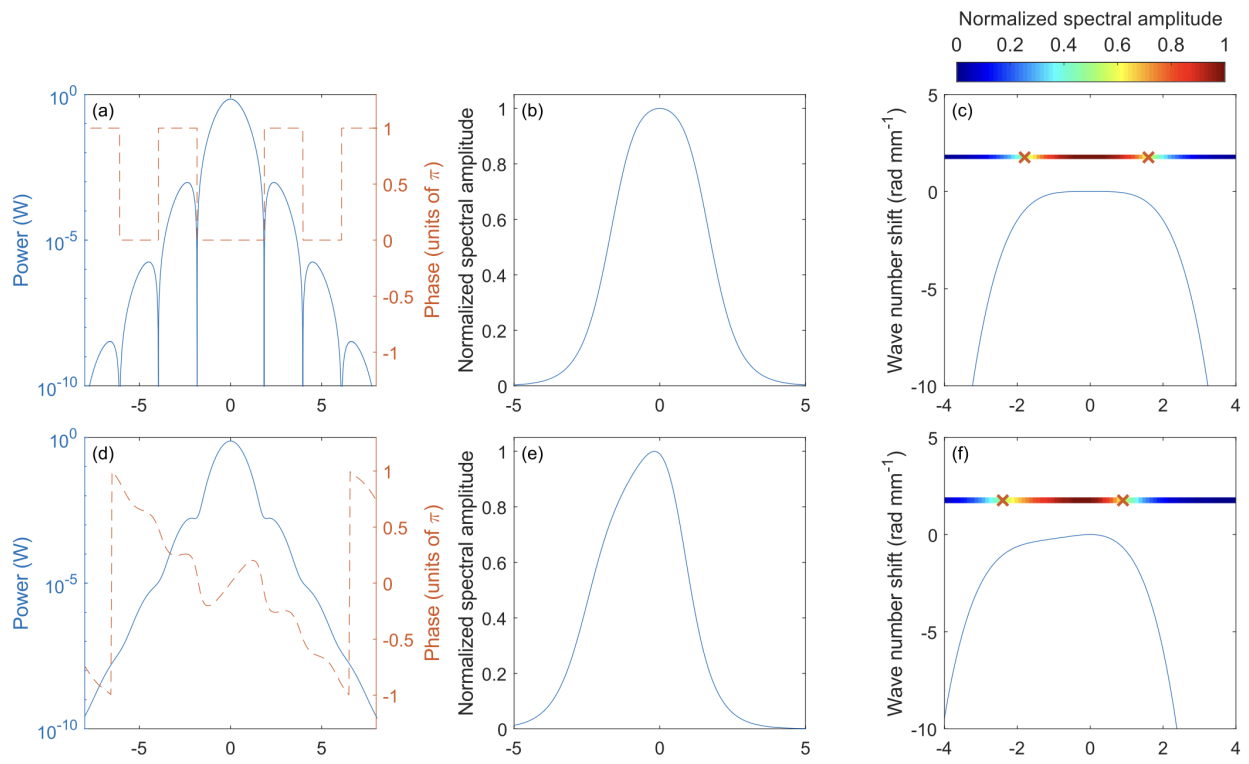 Normalized spectral amplitude
0 0.2 0.4 0.6 0.8 1
(a)
Power (W)
10^0
10^-5
10^-10
Phase (units of π)
1
0.5
0
-0.5
-1
-5 0 5
(b)
Normalized spectral amplitude
1
0.8
0.6
0.4
0.2
0
-5 0 5
(c)
Wave number shift (rad mm^-1)
5
0
-5
-10
-4 -2 0 2 4
(d)
Power (W)
10^0
10^-5
10^-10
Phase (units of π)
1
0.5
0
-0.5
-1
-5 0 5
(e)
Normalized spectral amplitude
1
0.8
0.6
0.4
0.2
0
-5 0 5
(f)
Wave number shift (rad mm^-1)
5
0
-5
-10
-4 -2 0 2 4